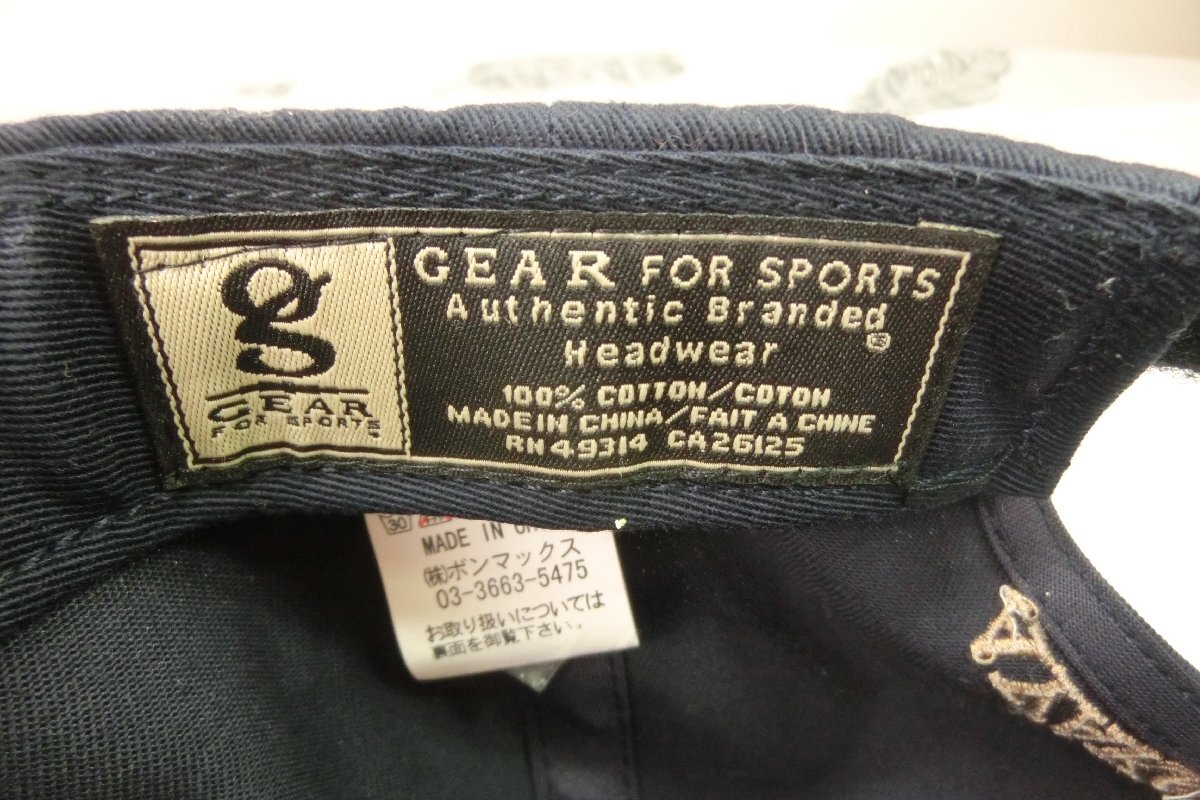 g
GEAR
FOR SPORTS
GEAR FOR SPORTS
Authentic Branded
Headwear®
100% COTTON/COTON
MADE IN CHINA/FAIT A CHINE
RN 49314 CA26125
30
MADE IN
㈱ボンマックス
03-3663-5475
お取り扱いについては
裏面を御覧下さい。